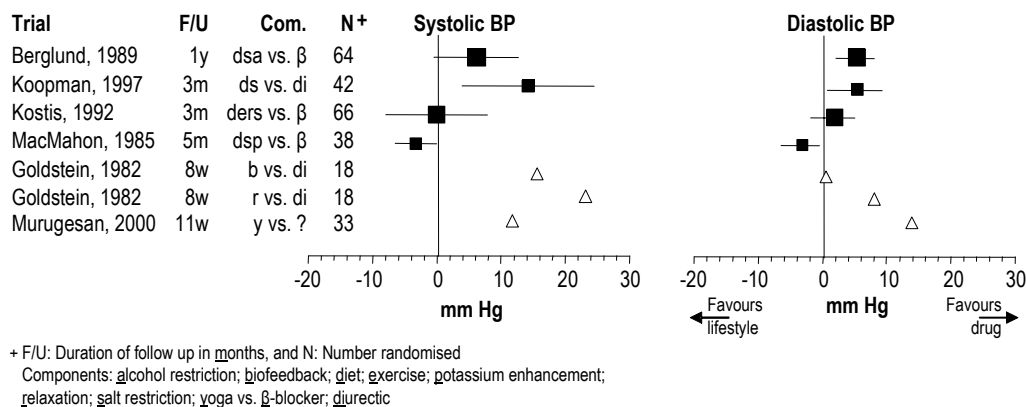 Trial F/U Com. N + Systolic BP Diastolic BP
Berglund, 1989 1y dsa vs. β 64
Koopman, 1997 3m ds vs. di 42
Kostis, 1992 3m ders vs. β 66
MacMahon, 1985 5m dsp vs. β 38
Goldstein, 1982 8w b vs. di 18
Goldstein, 1982 8w r vs. di 18
Murugesan, 2000 11w y vs. ? 33
-20 -10 0 10 20 30 -20 -10 0 10 20 30
mm Hg Favours mm Hg Favours
lifestyle drug
+ F/U: Duration of follow up in months, and N: Number randomised
Components: alcohol restriction; biofeedback; diet; exercise; potassium enhancement;
relaxation; salt restriction; yoga vs. β-blocker; diurectic